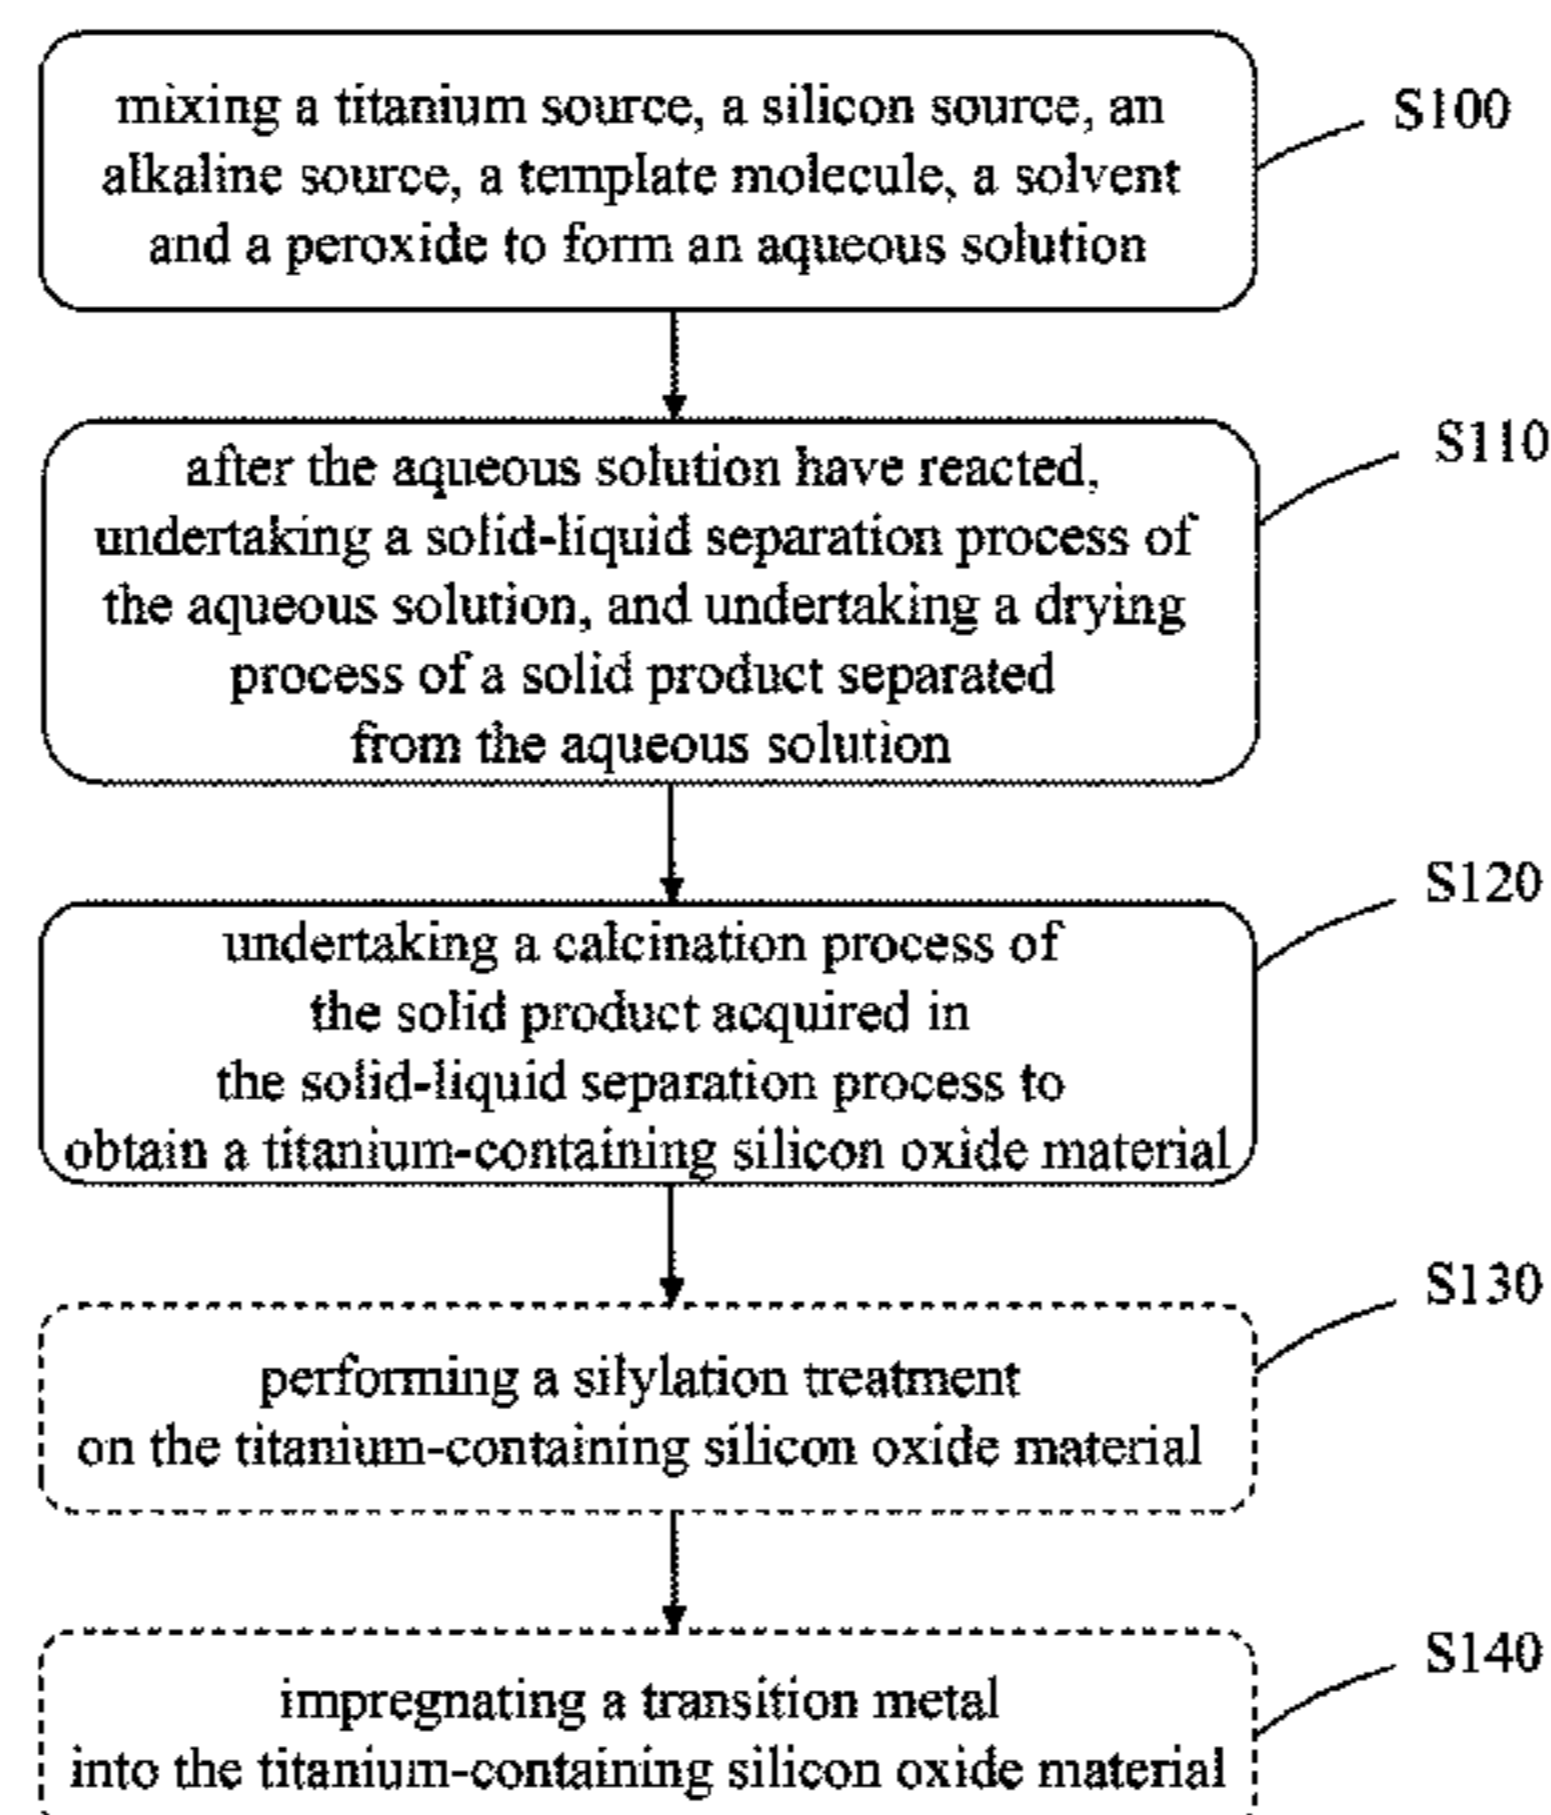 mixing a titanium source, a silicon source, an
alkaline source, a template molecule, a solvent
and a peroxide to form an aqueous solution
S100
after the aqueous solution have reacted,
undertaking a solid-liquid separation process of
the aqueous solution, and undertaking a drying
process of a solid product separated
from the aqueous solution
S110
undertaking a calcination process of
the solid product acquired in
the solid-liquid separation process to
obtain a titanium-containing silicon oxide material
S120
performing a silylation treatment
on the titanium-containing silicon oxide material
S130
impregnating a transition metal
into the titanium-containing silicon oxide material
S140